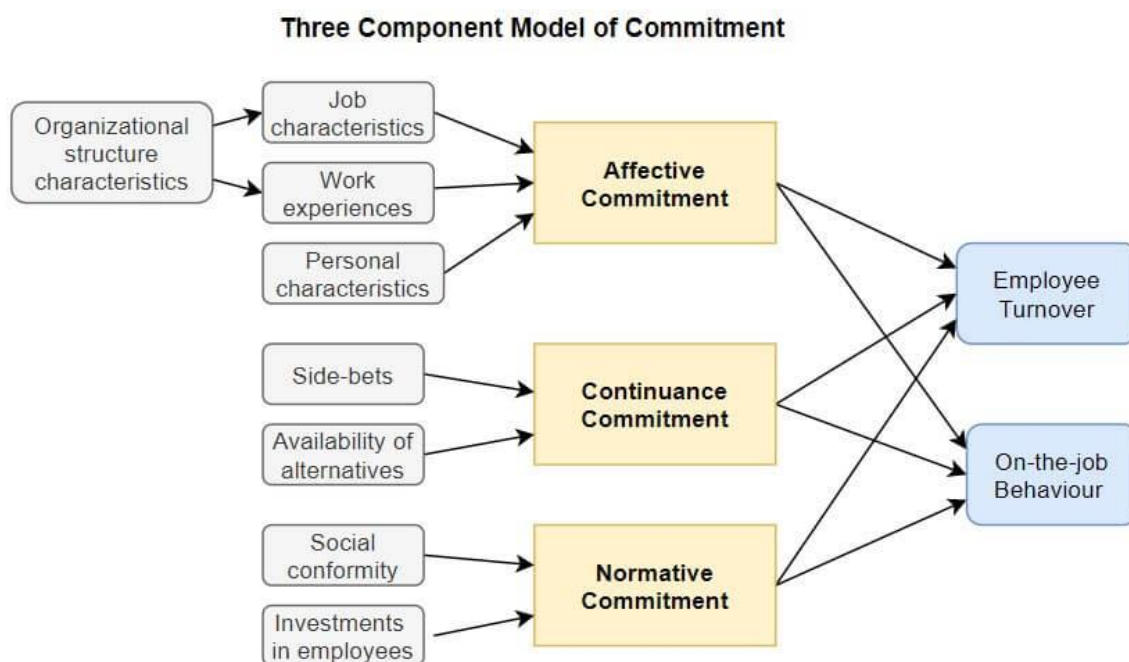 Three Component Model of Commitment
Organizational
structure
characteristics
Job
characteristics
Work
experiences
Personal
characteristics
Affective
Commitment
Side-bets
Availability of
alternatives
Continuance
Commitment
Social
conformity
Investments
in employees
Normative
Commitment
Employee
Turnover
On-the-job
Behaviour